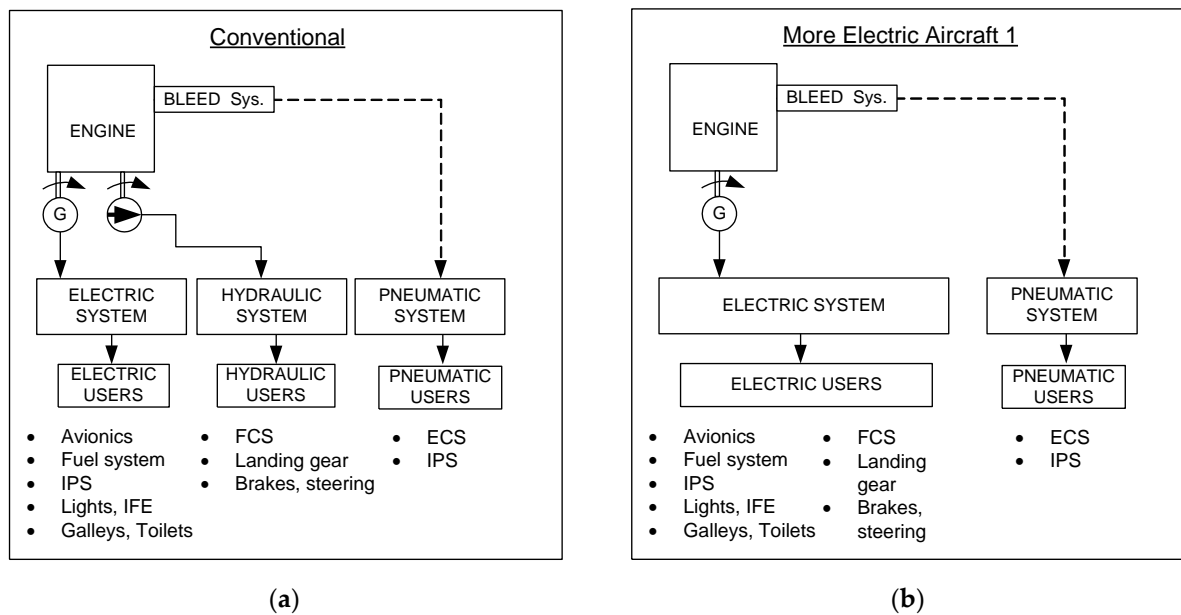 Conventional
BLEED Sys.
ENGINE
G
ELECTRIC
SYSTEM
HYDRAULIC
SYSTEM
PNEUMATIC
SYSTEM
ELECTRIC
USERS
HYDRAULIC
USERS
PNEUMATIC
USERS
• Avionics
• Fuel system
• IPS
• Lights, IFE
• Galleys, Toilets
• FCS
• Landing gear
• Brakes, steering
• ECS
• IPS
(a)
More Electric Aircraft 1
BLEED Sys.
ENGINE
G
ELECTRIC SYSTEM
PNEUMATIC
SYSTEM
ELECTRIC USERS
PNEUMATIC
USERS
• Avionics
• Fuel system
• IPS
• Lights, IFE
• Galleys, Toilets
• FCS
• Landing
gear
• Brakes,
steering
• ECS
• IPS
(b)